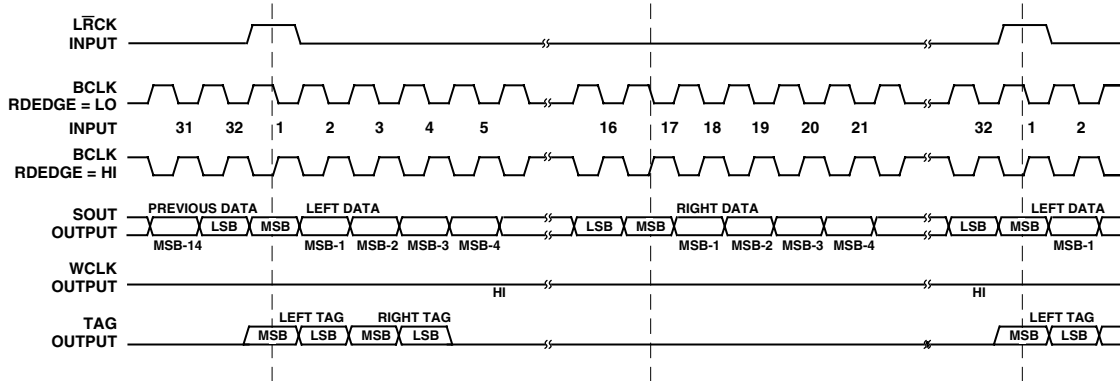 LRCK
INPUT
BCLK
RDEDGE = LO
INPUT 31 32 1 2 3 4 5 16 17 18 19 20 21 32 1 2
BCLK
RDEDGE = HI
SOUT
OUTPUT
PREVIOUS DATA LEFT DATA RIGHT DATA LEFT DATA
LSB MSB LSB MSB LSB MSB
MSB-14 MSB-1 MSB-2 MSB-3 MSB-4 MSB-1 MSB-2 MSB-3 MSB-4 MSB-1
WCLK
OUTPUT
HI HI
TAG
OUTPUT
LEFT TAG RIGHT TAG LEFT TAG
MSB LSB MSB LSB MSB LSB